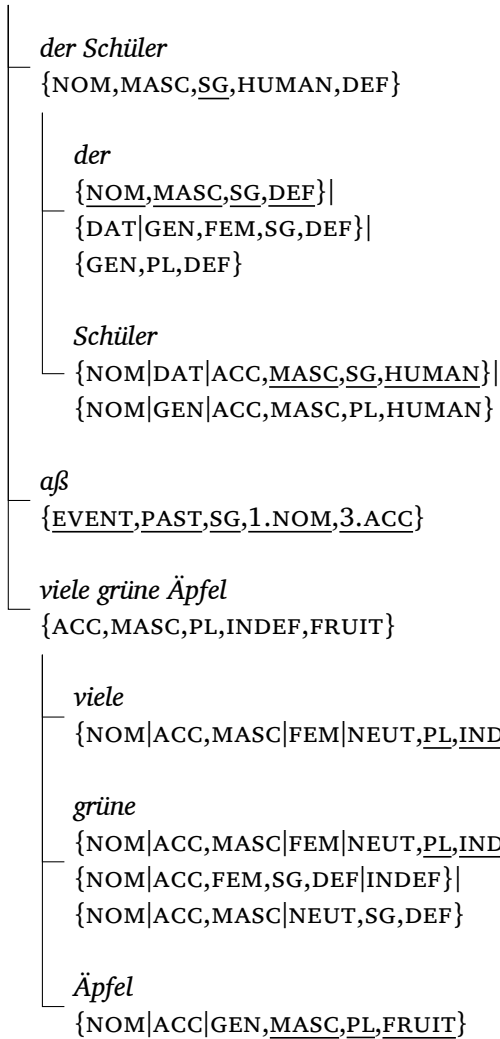 der Schüler
{NOM,MASC,SG,HUMAN,DEF}
der
{NOM,MASC,SG,DEF}|
{DAT|GEN,FEM,SG,DEF}|
{GEN,PL,DEF}
Schüler
{NOM|DAT|ACC,MASC,SG,HUMAN}|
{NOM|GEN|ACC,MASC,PL,HUMAN}
aß
{EVENT,PAST,SG,1.NOM,3.ACC}
viele grüne Äpfel
{ACC,MASC,PL,INDEF,FRUIT}
viele
{NOM|ACC,MASC|FEM|NEUT,PL,IND
grüne
{NOM|ACC,MASC|FEM|NEUT,PL,IND
{NOM|ACC,FEM,SG,DEF|INDEF}|
{NOM|ACC,MASC|NEUT,SG,DEF}
Äpfel
{NOM|ACC|GEN,MASC,PL,FRUIT}